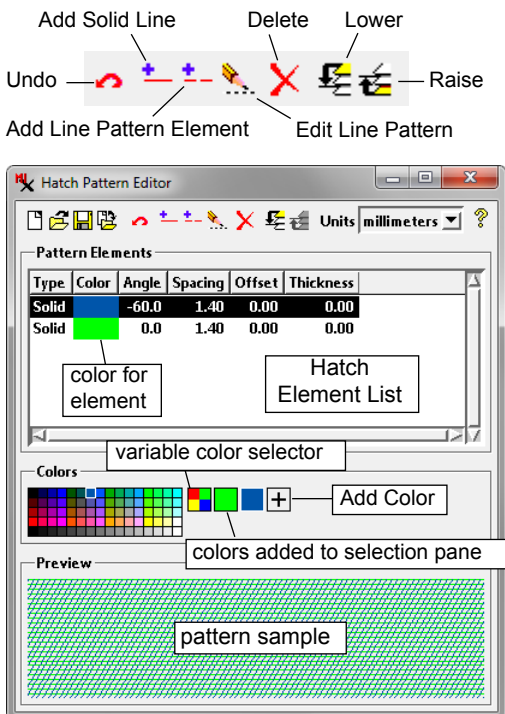 Add Solid Line
Delete
Lower
Undo
Raise
Add Line Pattern Element
Edit Line Pattern
Hatch Pattern Editor
Units millimeters ?
Pattern Elements
Type Color Angle Spacing Offset Thickness
Solid -60.0 1.40 0.00 0.00
Solid 0.0 1.40 0.00 0.00
color for
element
Hatch
Element List
variable color selector
Colors
Add Color
colors added to selection pane
Preview
pattern sample